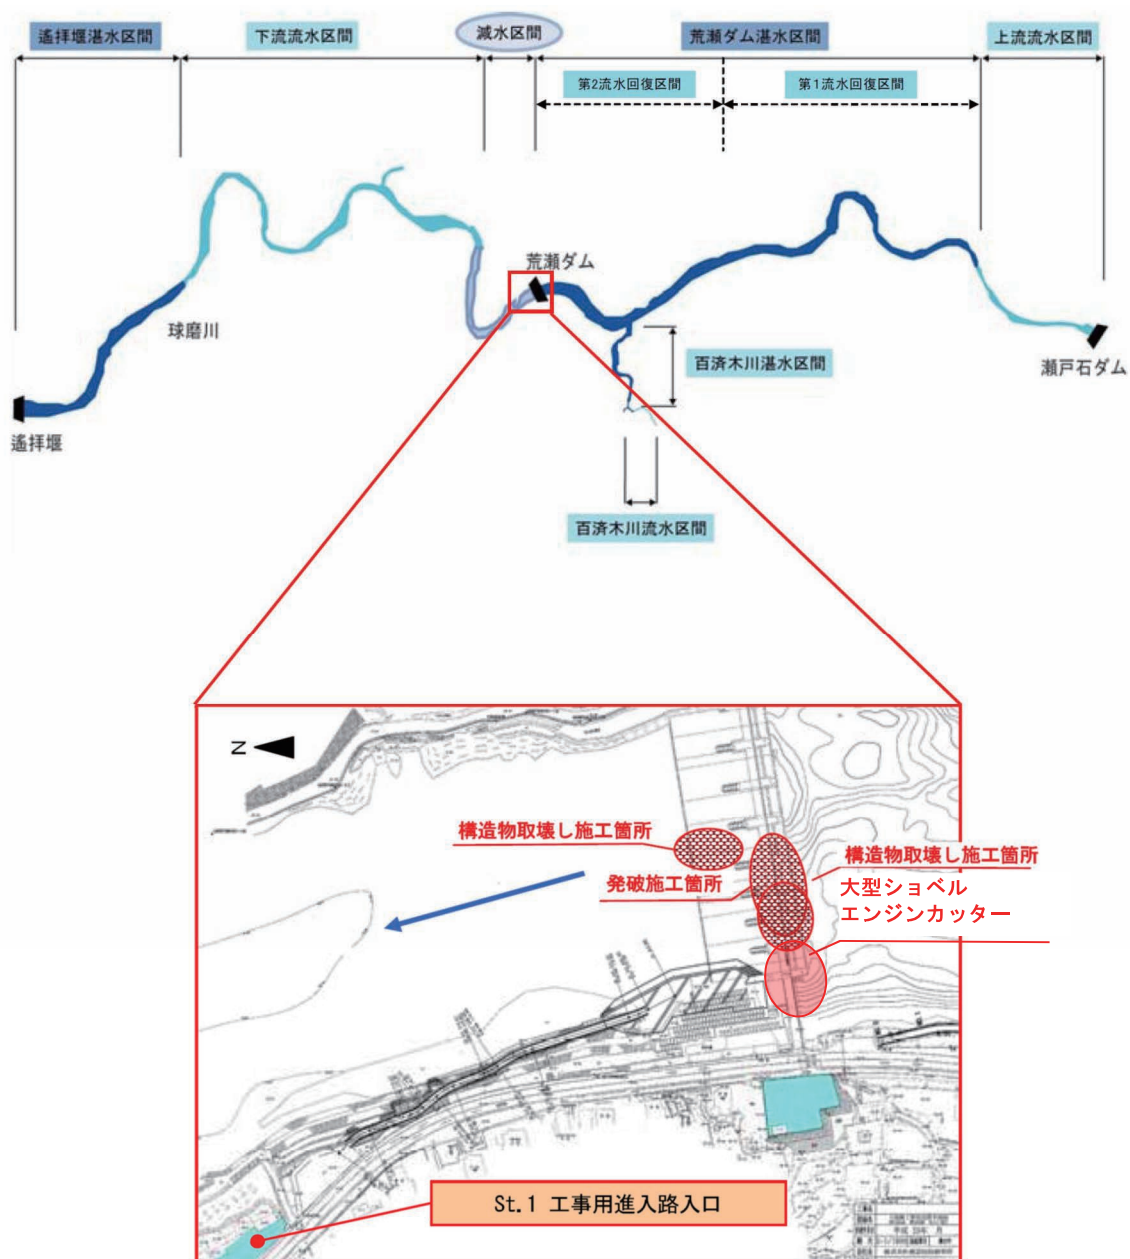 遙拝堰湛水区間
下流流水区間
減水区間
荒瀬ダム湛水区間
上流流水区間
第2流水回復区間
第1流水回復区間
荒瀬ダム
球磨川
百済木川湛水区間
瀬戸石ダム
遙拝堰
百済木川流水区間
N
構造物取壊し施工箇所
構造物取壊し施工箇所
発破施工箇所
大型ショベル
エンジンカッター
St.1 工事用進入路入口